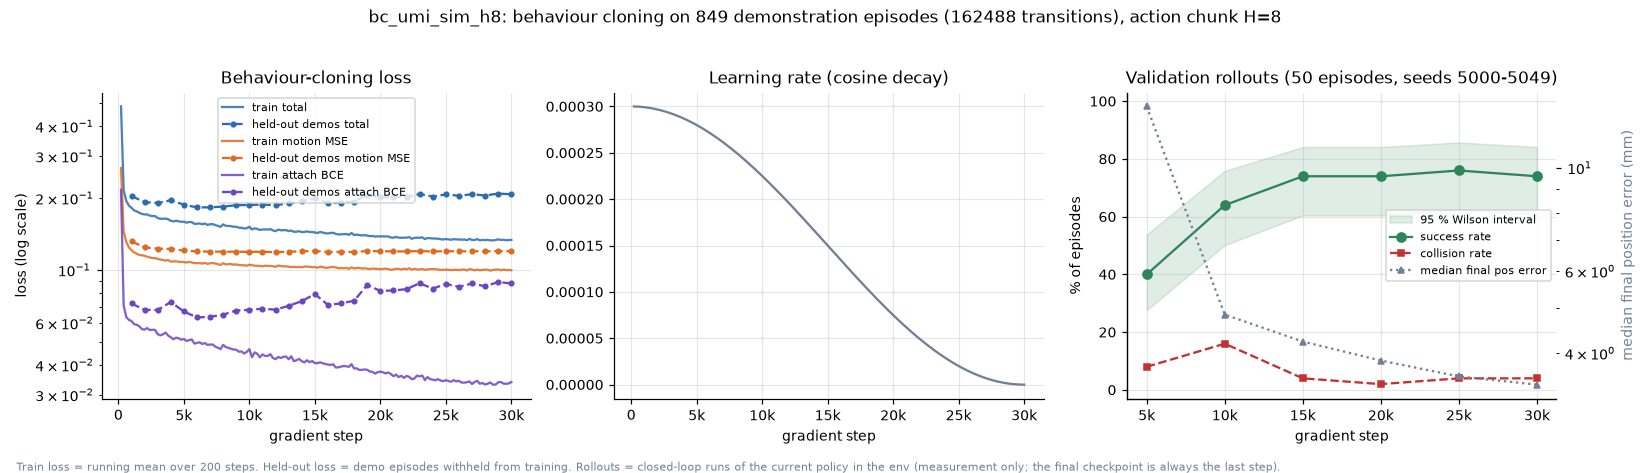 bc_umi_sim_h8: behaviour cloning on 849 demonstration episodes (162488 transitions), action chunk H=8
Behaviour-cloning loss
loss (log scale)
4 × 10⁻¹
3 × 10⁻¹
2 × 10⁻¹
10⁻¹
6 × 10⁻²
4 × 10⁻²
3 × 10⁻²
train total
held-out demos total
train motion MSE
held-out demos motion MSE
train attach BCE
held-out demos attach BCE
0 5k 10k 15k 20k 25k 30k
gradient step
Learning rate (cosine decay)
0.00030
0.00025
0.00020
0.00015
0.00010
0.00005
0.00000
0 5k 10k 15k 20k 25k 30k
gradient step
Validation rollouts (50 episodes, seeds 5000-5049)
% of episodes
100
80
60
40
20
0
95 % Wilson interval
success rate
collision rate
median final pos error
10¹
6 × 10⁰
4 × 10⁰
median final position error (mm)
5k 10k 15k 20k 25k 30k
gradient step
Train loss = running mean over 200 steps. Held-out loss = demo episodes withheld from training. Rollouts = closed-loop runs of the current policy in the env (measurement only; the final checkpoint is always the last step).